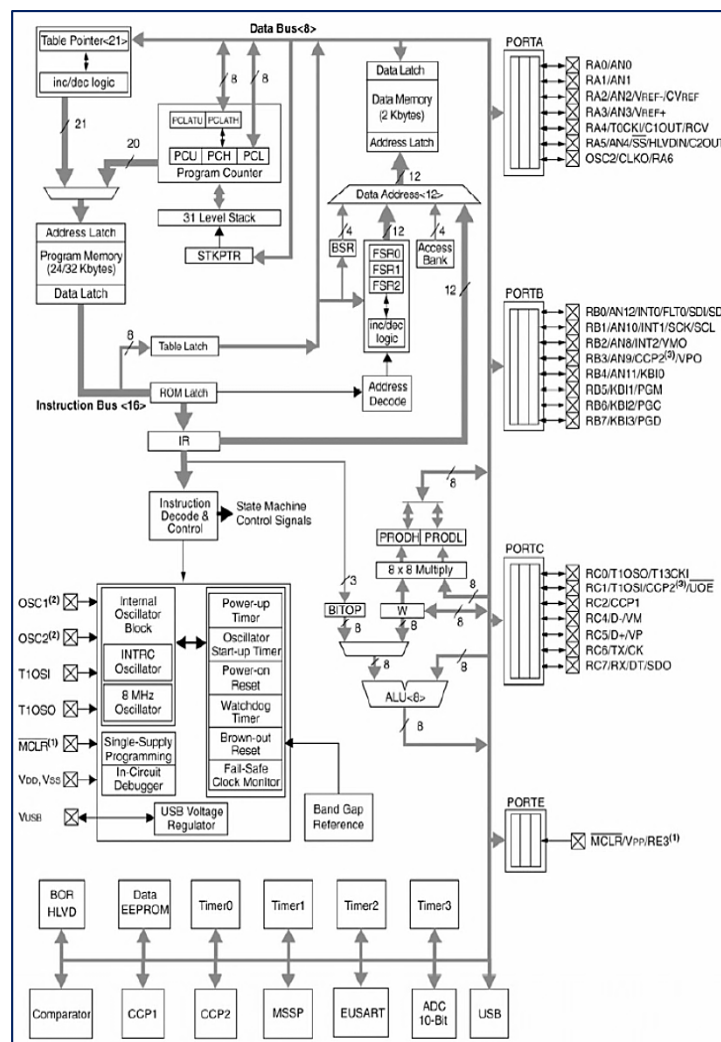 Data Bus<8>
Table Pointer<21>
inc/dec logic
21
20
8
8
PCLATU PCLATH
PCU PCH PCL
Program Counter
31 Level Stack
STKPTR
Data Latch
Data Memory
(2 Kbytes)
Address Latch
12
Data Address<12>
4
12
4
BSR
FSR0
FSR1
FSR2
inc/dec
logic
Access
Bank
12
Address Latch
Program Memory
(24/32 Kbytes)
Data Latch
8
Table Latch
ROM Latch
Instruction Bus <16>
Address
Decode
IR
Instruction
Decode &
Control
State Machine
Control Signals
8
PRODH PRODL
8 x 8 Multiply
3
8
BITOP
W
8
8
8
8
8
ALU<8>
8
OSC1(2)
OSC2(2)
T1OSI
T1OSO
MCLR(1)
VDD, VSS
VUSB
Internal
Oscillator
Block
INTRC
Oscillator
8 MHz
Oscillator
Single-Supply
Programming
In-Circuit
Debugger
USB Voltage
Regulator
Power-up
Timer
Oscillator
Start-up Timer
Power-on
Reset
Watchdog
Timer
Brown-out
Reset
Fail-Safe
Clock Monitor
Band Gap
Reference
PORTA
RA0/AN0
RA1/AN1
RA2/AN2/VREF-/CVREF
RA3/AN3/VREF+
RA4/T0CKI/C1OUT/RCV
RA5/AN4/SS/HLVDIN/C2OUT
OSC2/CLKO/RA6
PORTB
RB0/AN12/INT0/FLT0/SDI/SD
RB1/AN10/INT1/SCK/SCL
RB2/AN8/INT2/VMO
RB3/AN9/CCP2(3)/VPO
RB4/AN11/KBI0
RB5/KBI1/PGM
RB6/KBI2/PGC
RB7/KBI3/PGD
PORTC
RC0/T1OSO/T13CKI
RC1/T1OSI/CCP2(3)/UOE
RC2/CCP1
RC4/D-/VM
RC5/D+/VP
RC6/TX/CK
RC7/RX/DT/SDO
PORTE
MCLR/VPP/RE3(1)
BOR
HLVD
Data
EEPROM
Timer0
Timer1
Timer2
Timer3
Comparator
CCP1
CCP2
MSSP
EUSART
ADC
10-Bit
USB